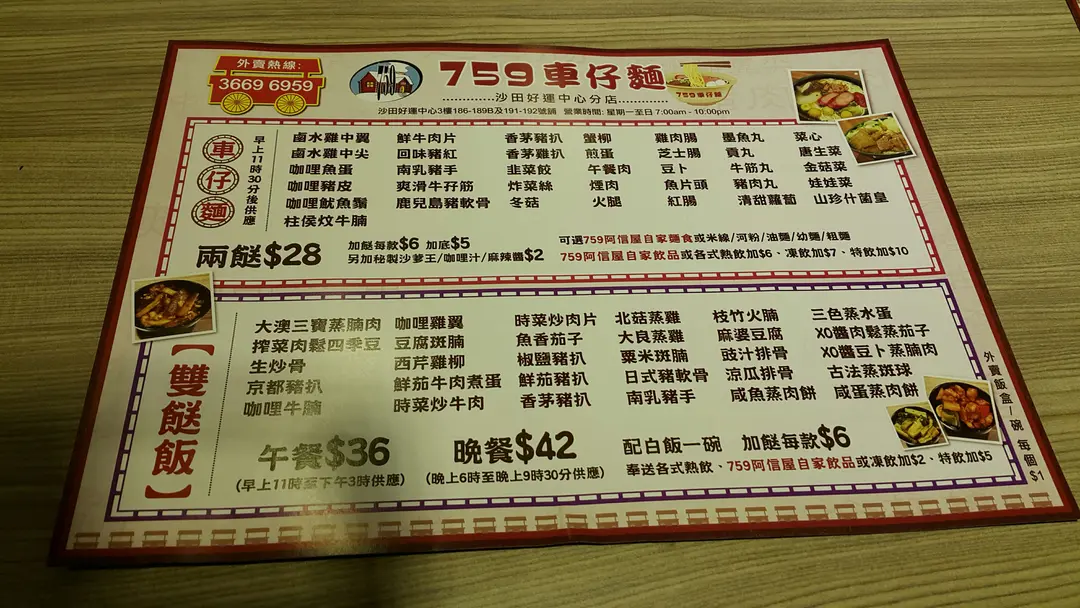 外賣熱線:
3669 6959
759
759車仔麵
759車仔麵
沙田好運中心分店
沙田好運中心3樓186-189B及191-192號舖 營業時間: 星期一至日 7:00am - 10:00pm
車仔麵
早上11時30分後供應
鹵水雞中翼 鮮牛肉片 香茅豬扒 蟹柳 雞肉腸 墨魚丸 菜心
鹵水雞中尖 回味豬紅 香茅雞扒 煎蛋 芝士腸 貢丸 唐生菜
咖哩魚蛋 南乳豬手 韭菜餃 午餐肉 豆卜 牛筋丸 金菇菜
咖哩豬皮 爽滑牛孖筋 炸菜絲 煙肉 魚片頭 豬肉丸 娃娃菜
咖哩魷魚鬚 鹿兒島豬軟骨 冬菇 火腿 紅腸 清甜蘿蔔 山珍什菌皇
柱侯炆牛腩
兩餸$28
加餸每款$6 加底$5
另加秘製沙爹王/咖喱汁/麻辣醬$2
可選759阿信屋自家麵食或米線/河粉/油麵/幼麵/粗麵
759阿信屋自家飲品或各式熱飲加$6、凍飲加$7、特飲加$10
【雙餸飯】
大澳三寶蒸腩肉 咖哩雞翼 時菜炒肉片 北菇蒸雞 枝竹火腩 三色蒸水蛋
搾菜肉鬆四季豆 豆腐斑腩 魚香茄子 大良蒸雞 麻婆豆腐 XO醬肉鬆蒸茄子
生炒骨 西芹雞柳 椒鹽豬扒 粟米斑腩 豉汁排骨 XO醬豆卜蒸腩肉
京都豬扒 鮮茄牛肉煮蛋 鮮茄豬扒 日式豬軟骨 涼瓜排骨 古法蒸斑球
咖哩牛腩 時菜炒牛肉 香茅豬扒 南乳豬手 咸魚蒸肉餅 咸蛋蒸肉餅
午餐$36 晚餐$42 配白飯一碗 加餸每款$6
(早上11時至下午3時供應) (晚上6時至晚上9時30分供應) 奉送各式熱飲、759阿信屋自家飲品或凍飲加$2、特飲加$5
外賣飯盒/碗 每個$1